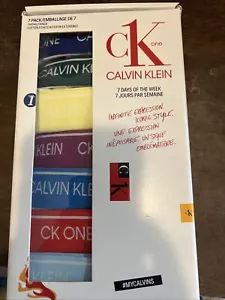 7 PACK/EMBALLAGE DE 7
CK
one
CALVIN KLEIN
7 DAYS OF THE WEEK
7 JOURS PAR SEMAINE
INFINITE EXPRESSION
ICONIC STYLE.
UNE EXPRESSION
INÉPUISABLE, UN STYLE
EMBLÉMATIQUE.
ONE
CK
CALVIN KLEIN
KLEIN
CALVIN KLEIN
CK ONE
CALVIN KLEIN
CK
#MYCALVINS